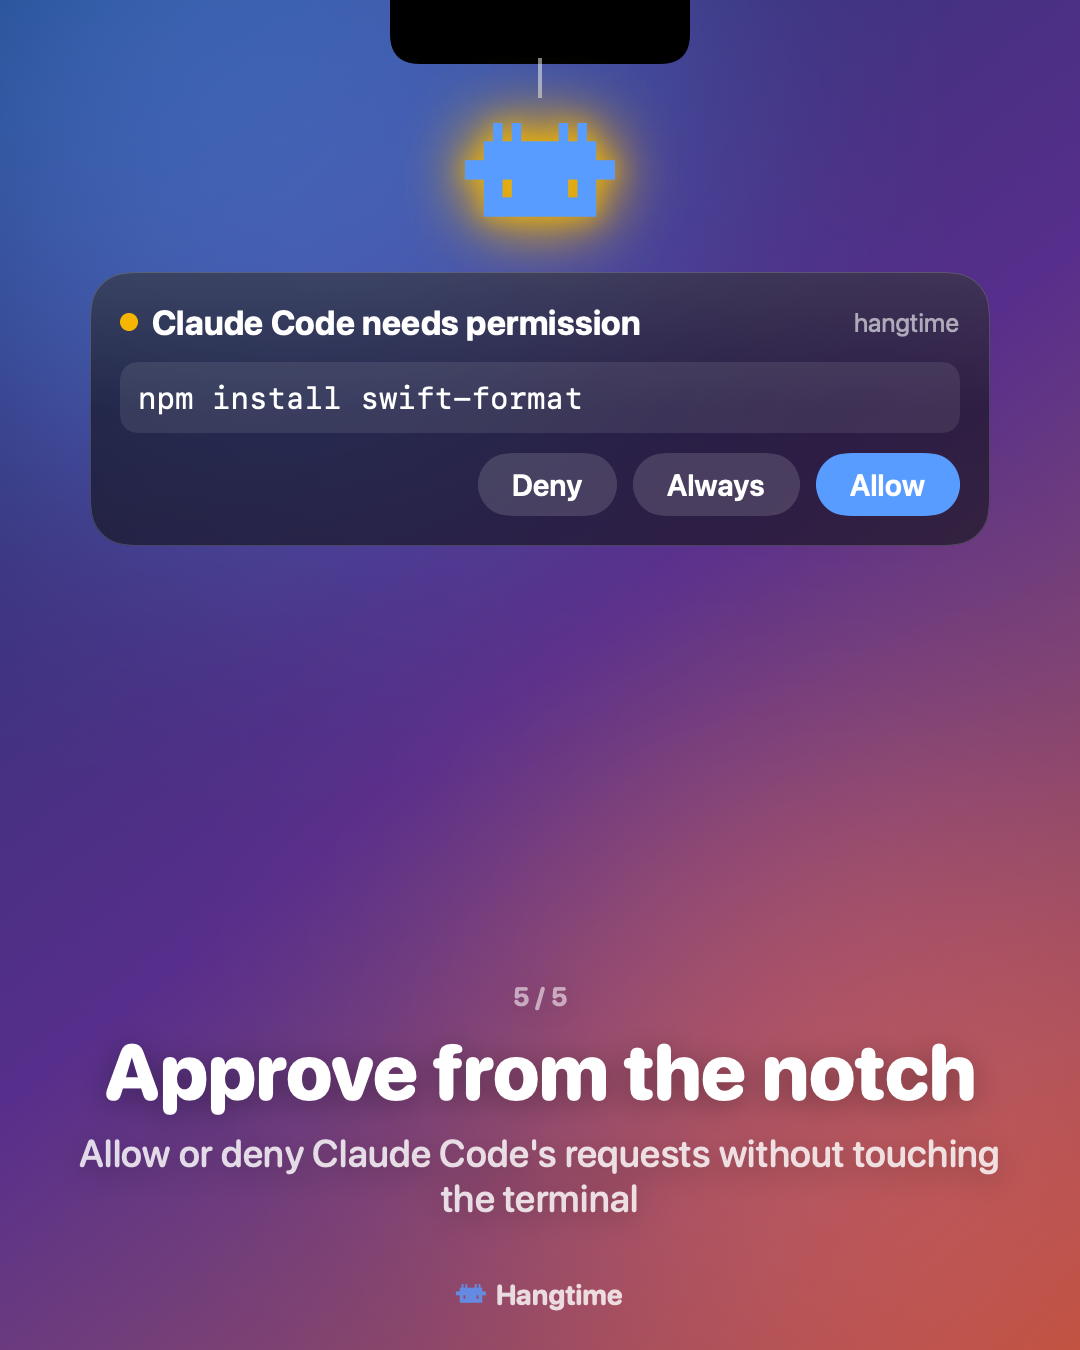 Claude Code needs permission
hangtime
npm install swift-format
Deny
Always
Allow
5 / 5
Approve from the notch
Allow or deny Claude Code's requests without touching
the terminal
Hangtime